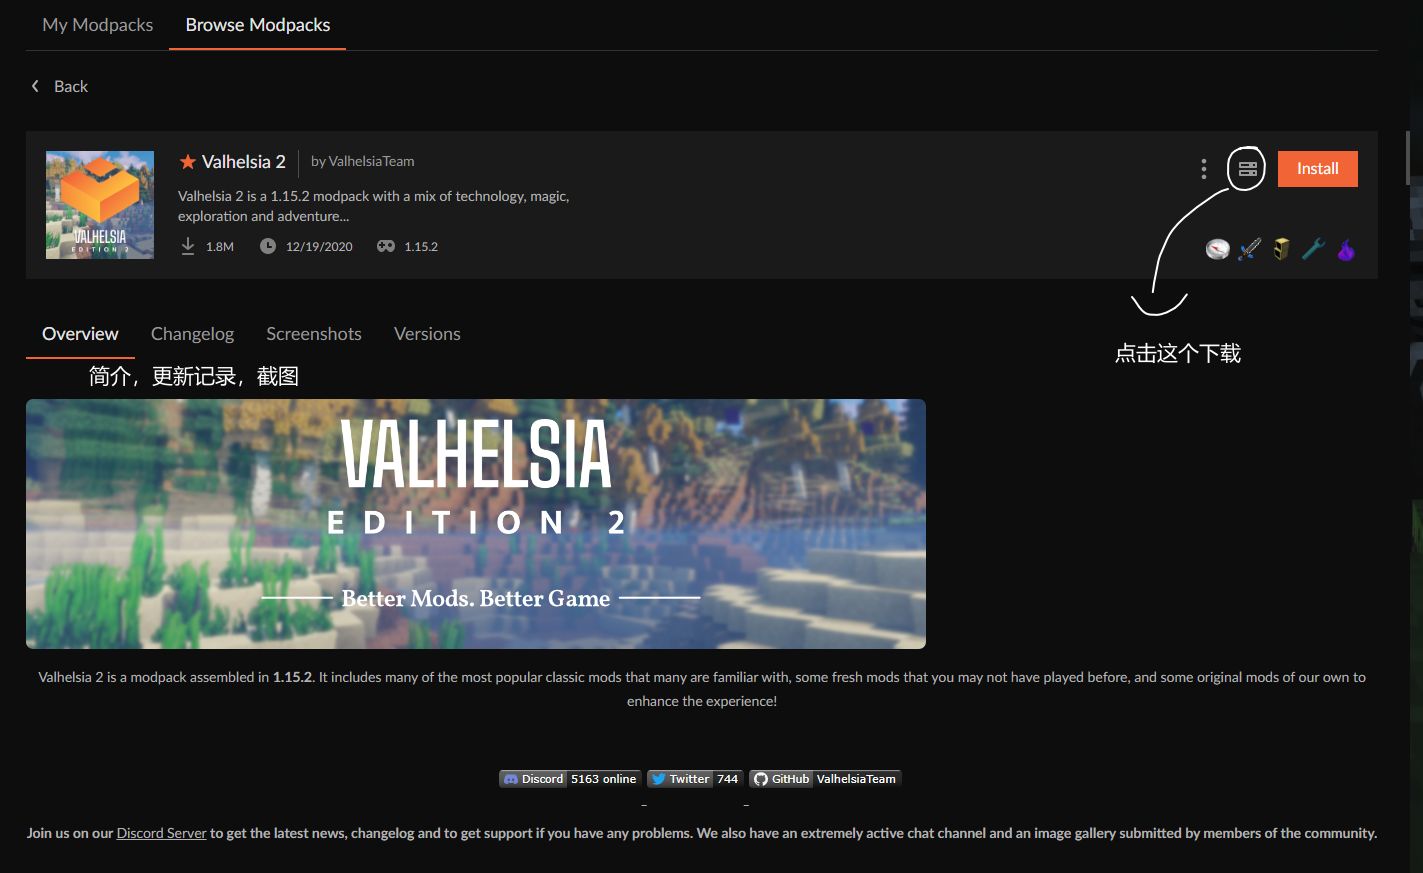 My Modpacks
Browse Modpacks
Back
Valhelsia 2
by ValhelsiaTeam
Install
Valhelsia 2 is a 1.15.2 modpack with a mix of technology, magic,
exploration and adventure...
1.8M
12/19/2020
1.15.2
VALHELSIA
EDITION 2
Overview
Changelog
Screenshots
Versions
点击这个下载
简介，更新记录，截图
VALHELSIA
EDITION 2
Better Mods. Better Game
Valhelsia 2 is a modpack assembled in 1.15.2. It includes many of the most popular classic mods that many are familiar with, some fresh mods that you may not have played before, and some original mods of our own to
enhance the experience!
Discord 5163 online
Twitter 744
GitHub ValhelsiaTeam
Join us on our Discord Server to get the latest news, changelog and to get support if you have any problems. We also have an extremely active chat channel and an image gallery submitted by members of the community.